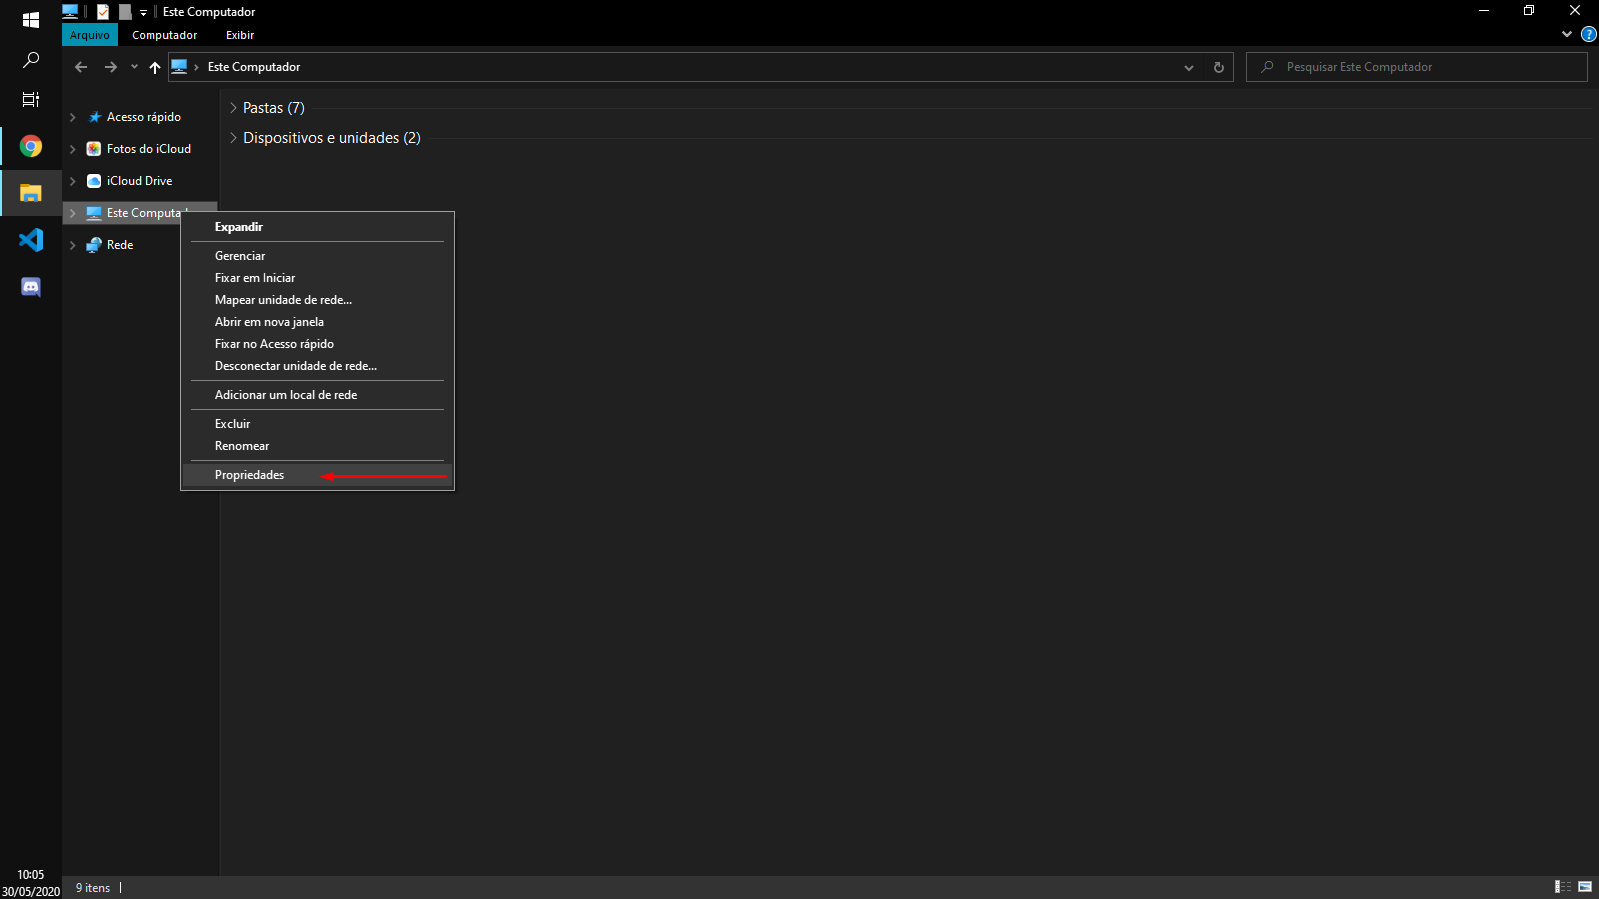 Este Computador
Arquivo Computador Exibir
Este Computador
Pesquisar Este Computador
Acesso rápido
Fotos do iCloud
iCloud Drive
Este Computad
Rede
Pastas (7)
Dispositivos e unidades (2)
Expandir
Gerenciar
Fixar em Iniciar
Mapear unidade de rede...
Abrir em nova janela
Fixar no Acesso rápido
Desconectar unidade de rede...
Adicionar um local de rede
Excluir
Renomear
Propriedades
10:05
30/05/2020
9 itens